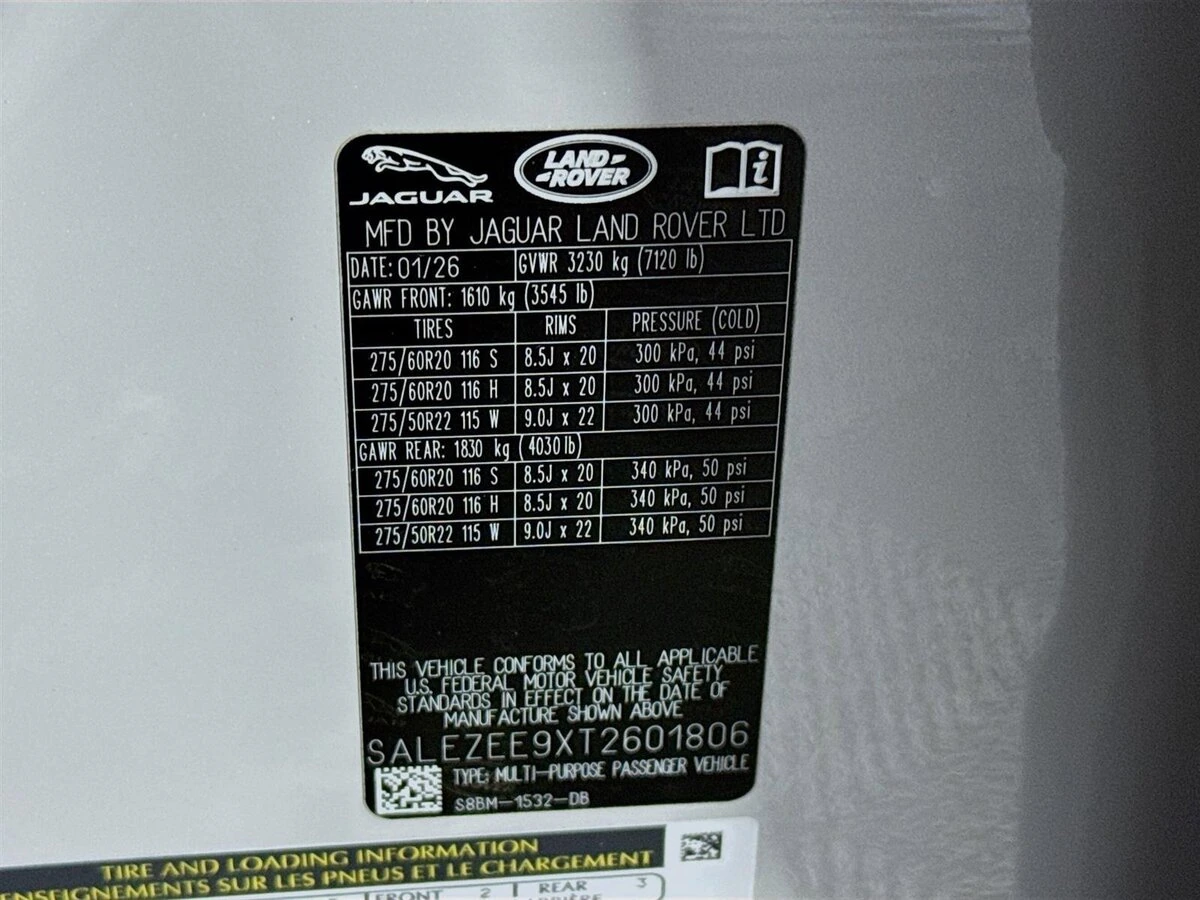 JAGUAR
LAND
ROVER
i
MFD BY JAGUAR LAND ROVER LTD
DATE: 01/26 GVWR 3230 kg (7120 lb)
GAWR FRONT: 1610 kg (3545 lb)
TIRES RIMS PRESSURE (COLD)
275/60R20 116 S 8.5J x 20 300 kPa, 44 psi
275/60R20 116 H 8.5J x 20 300 kPa, 44 psi
275/50R22 115 W 9.0J x 22 300 kPa, 44 psi
GAWR REAR: 1830 kg (4030 lb)
275/60R20 116 S 8.5J x 20 340 kPa, 50 psi
275/60R20 116 H 8.5J x 20 340 kPa, 50 psi
275/50R22 115 W 9.0J x 22 340 kPa, 50 psi
THIS VEHICLE CONFORMS TO ALL APPLICABLE
U.S. FEDERAL MOTOR VEHICLE SAFETY
STANDARDS IN EFFECT ON THE DATE OF
MANUFACTURE SHOWN ABOVE
SALEZEE9XT2601806
TYPE: MULTI-PURPOSE PASSENGER VEHICLE
S8BM-1532-DB
TIRE AND LOADING INFORMATION
ENSEIGNEMENTS SUR LES PNEUS ET LE CHARGEMENT
FRONT 2 REAR 3